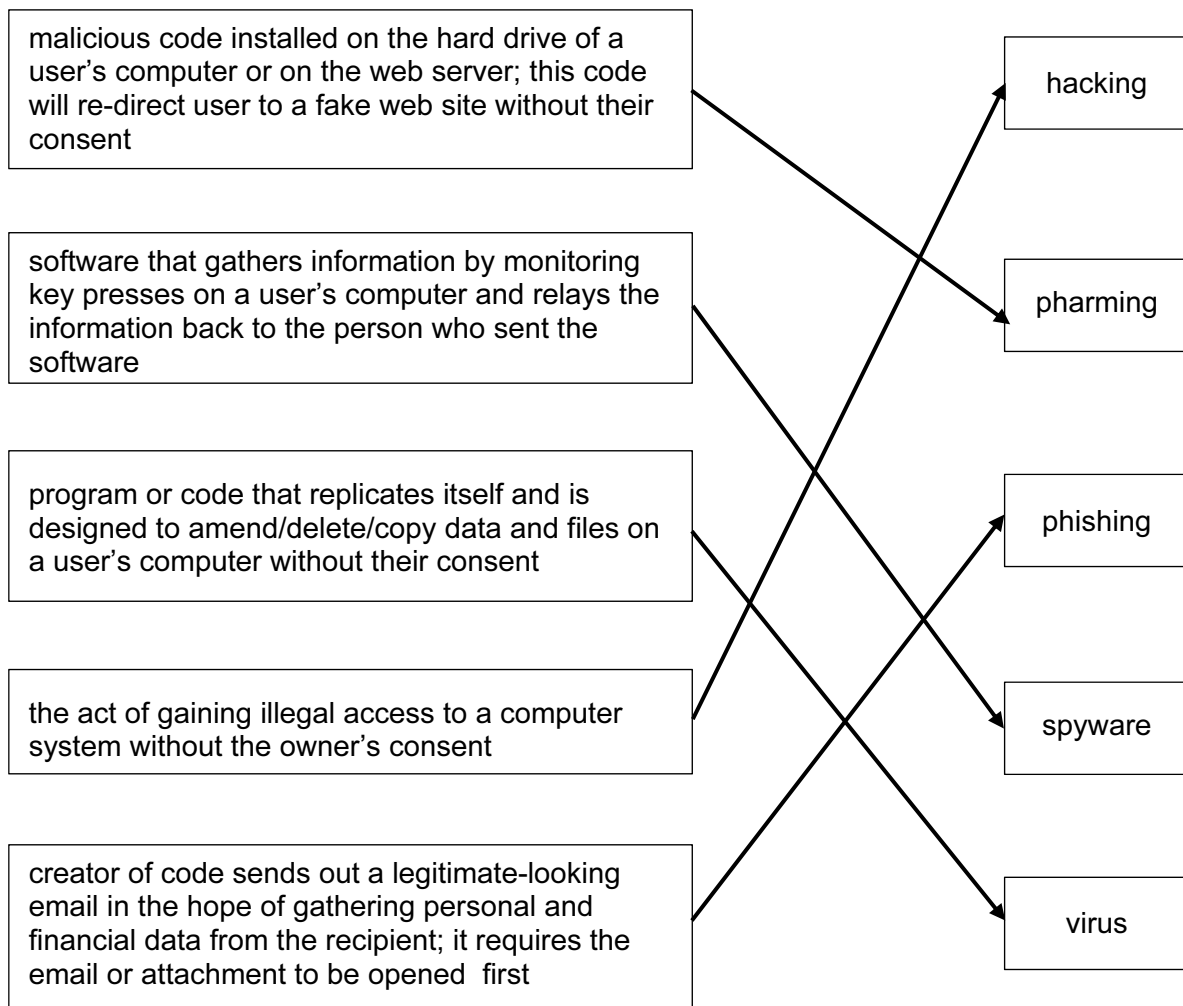 malicious code installed on the hard drive of a
user’s computer or on the web server; this code
will re-direct user to a fake web site without their
consent
hacking
software that gathers information by monitoring
key presses on a user’s computer and relays the
information back to the person who sent the
software
pharming
program or code that replicates itself and is
designed to amend/delete/copy data and files on
a user’s computer without their consent
phishing
the act of gaining illegal access to a computer
system without the owner’s consent
spyware
creator of code sends out a legitimate-looking
email in the hope of gathering personal and
financial data from the recipient; it requires the
email or attachment to be opened  first
virus